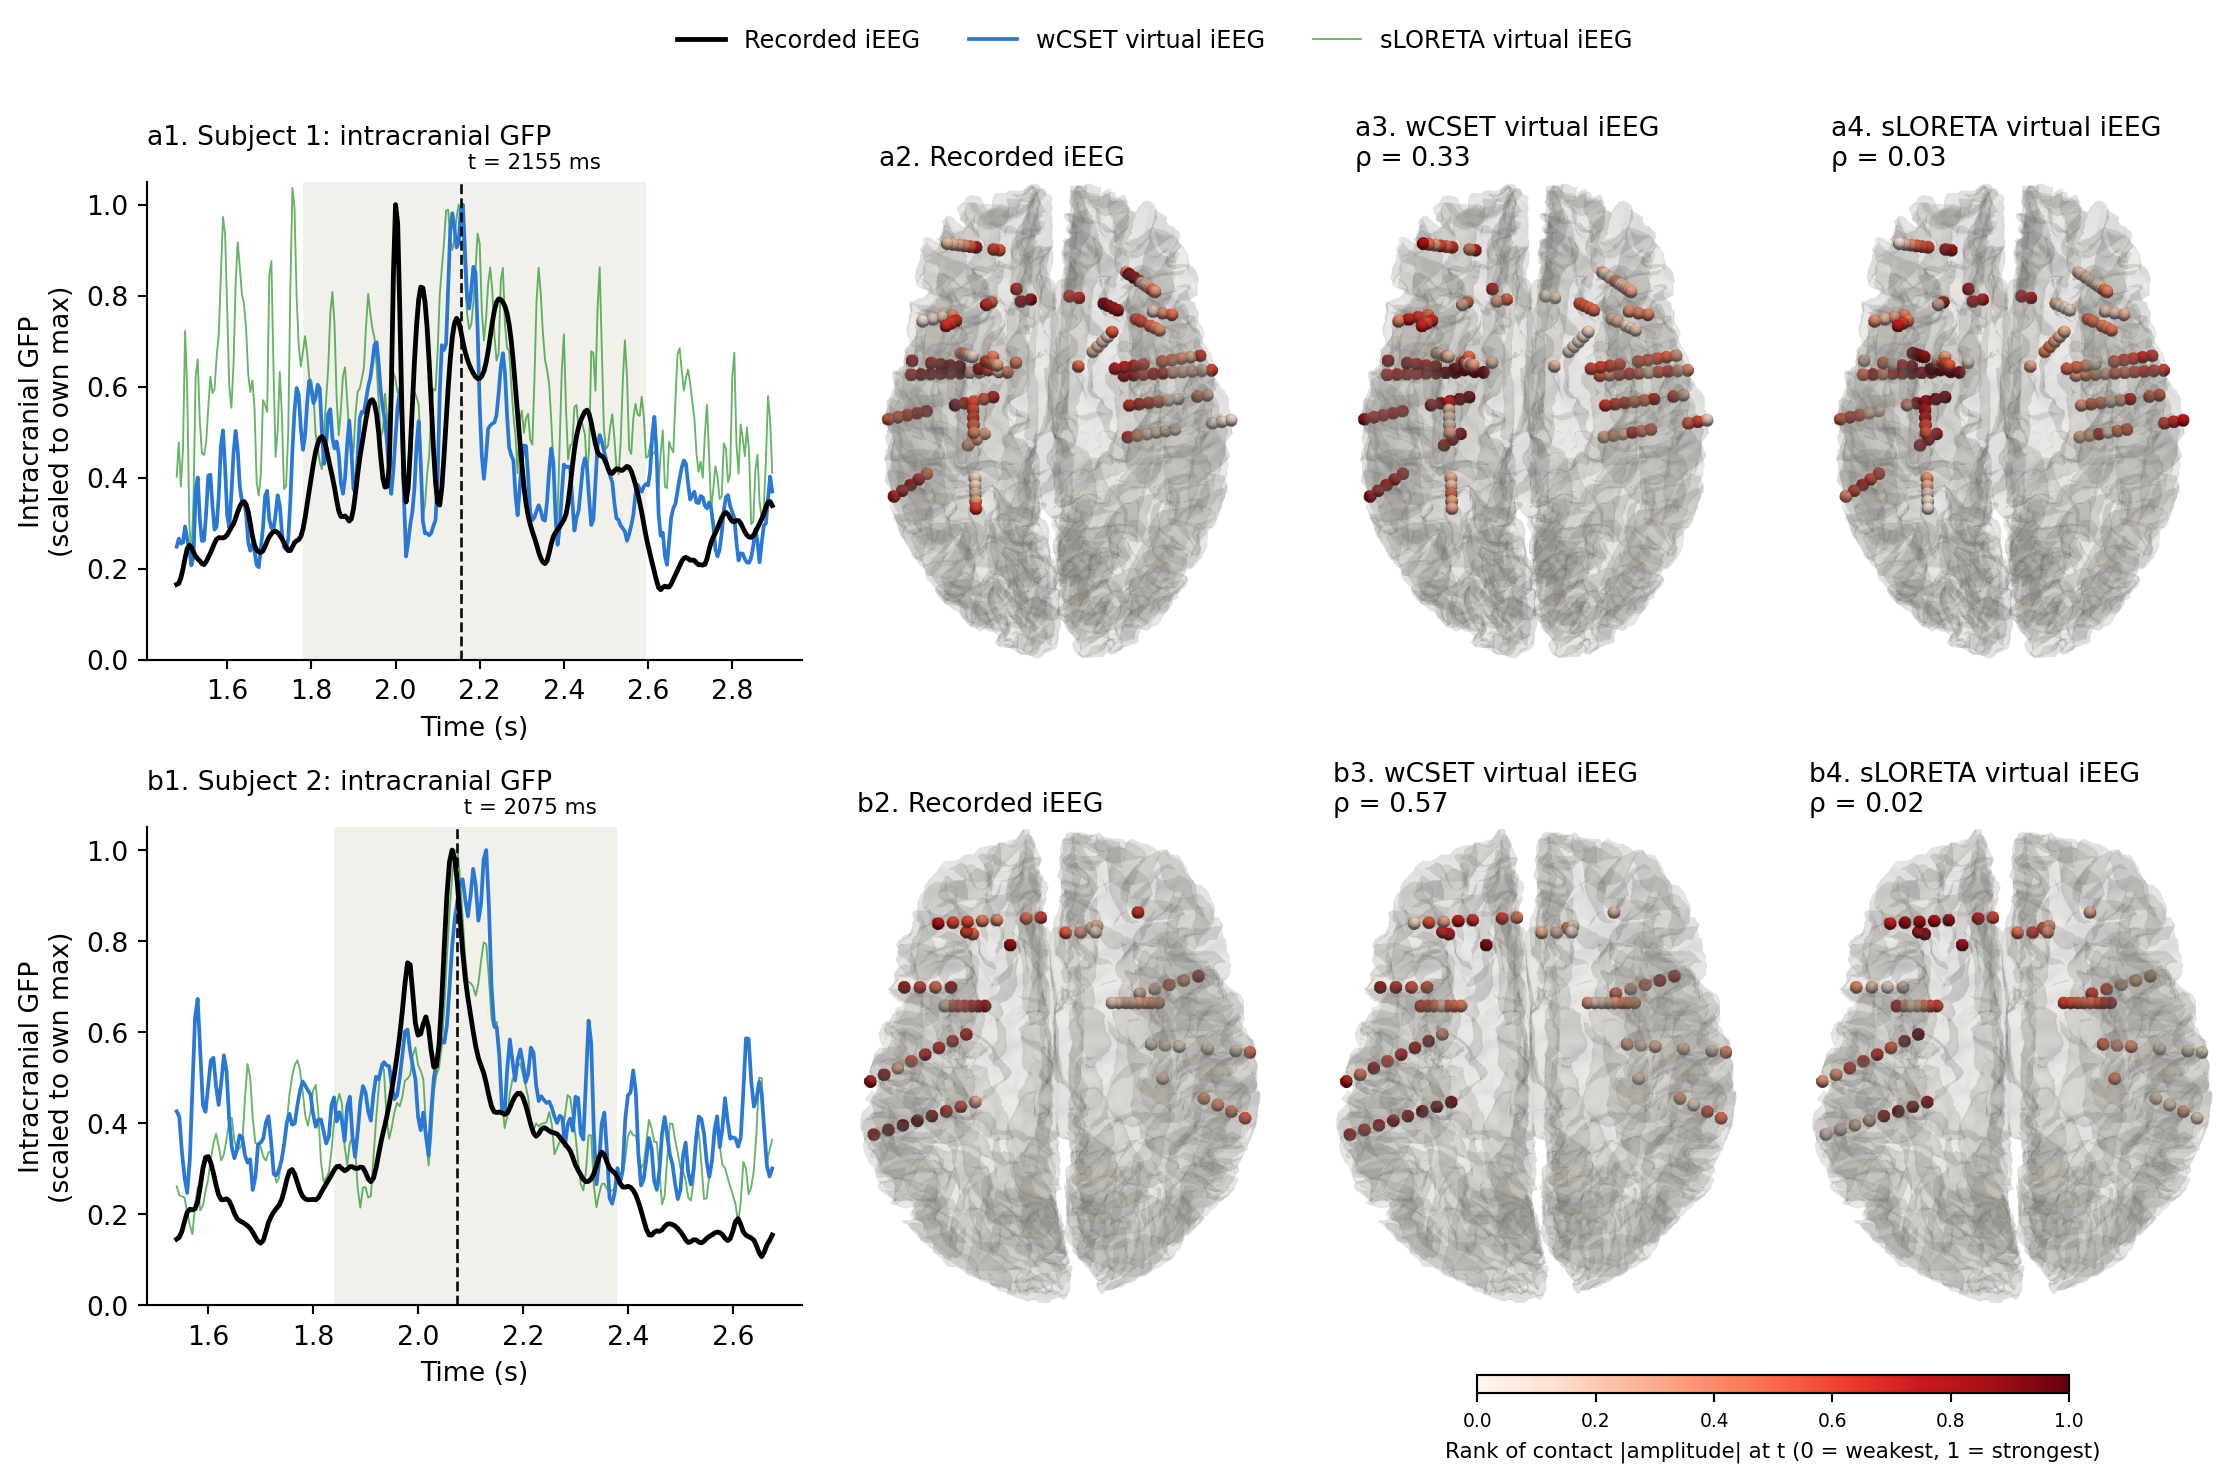 Recorded iEEG
wCSET virtual iEEG
sLORETA virtual iEEG
a1. Subject 1: intracranial GFP
t = 2155 ms
a2. Recorded iEEG
a3. wCSET virtual iEEG
ρ = 0.33
a4. sLORETA virtual iEEG
ρ = 0.03
Intracranial GFP
(scaled to own max)
1.0
0.8
0.6
0.4
0.2
0.0
1.6 1.8 2.0 2.2 2.4 2.6 2.8
Time (s)
b1. Subject 2: intracranial GFP
t = 2075 ms
b2. Recorded iEEG
b3. wCSET virtual iEEG
ρ = 0.57
b4. sLORETA virtual iEEG
ρ = 0.02
Intracranial GFP
(scaled to own max)
1.0
0.8
0.6
0.4
0.2
0.0
1.6 1.8 2.0 2.2 2.4 2.6
Time (s)
0.0 0.2 0.4 0.6 0.8 1.0
Rank of contact |amplitude| at t (0 = weakest, 1 = strongest)